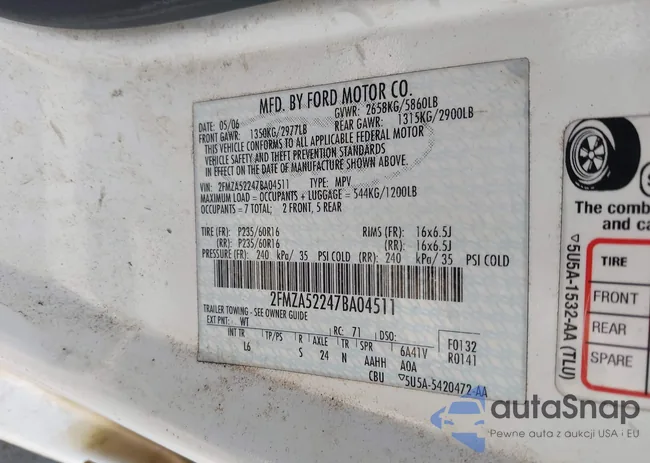 MFD. BY FORD MOTOR CO.
DATE: 05/06 GVWR: 2658KG/5860LB
FRONT GAWR: 1350KG/2977LB REAR GAWR: 1315KG/2900LB
THIS VEHICLE CONFORMS TO ALL APPLICABLE FEDERAL MOTOR
VEHICLE SAFETY AND THEFT PREVENTION STANDARDS
IN EFFECT ON THE DATE OF MANUFACTURE SHOWN ABOVE.
VIN: 2FMZA52247BA04511 TYPE: MPV
MAXIMUM LOAD = OCCUPANTS + LUGGAGE = 544KG/1200LB
OCCUPANTS = 7 TOTAL; 2 FRONT, 5 REAR
TIRE (FR): P235/60R16 RIMS (FR): 16x6.5J
(RR): P235/60R16 (RR): 16x6.5J
PRESSURE (FR): 240 kPa/ 35 PSI COLD (RR): 240 kPa/ 35 PSI COLD
2FMZA52247BA04511
TRAILER TOWING - SEE OWNER GUIDE
EXT PNT: WT RC: 71 DSO: F0132
INT TR TP/PS R AXLE TR SPR 6A41V R0141
L6 S 24 N AAHH A0A
CBU ▽5U5A-5420472-AA
The comb
and ca
TIRE
FRONT
REAR
SPARE
▽5U5A-1532-AA (TLU)
autoSnap
Pewne auta z aukcji USA i EU